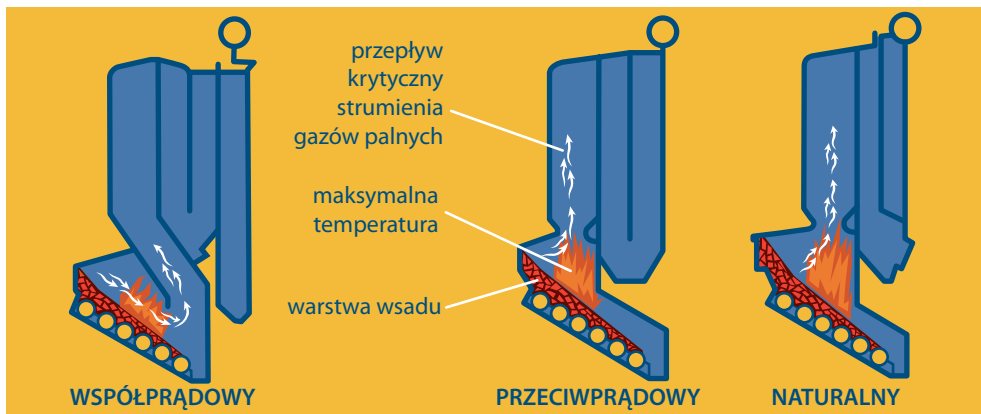 przepływ
krytyczny
strumienia
gazów palnych
maksymalna
temperatura
warstwa wsadu
WSPÓŁPRĄDOWY
PRZECIWPRĄDOWY
NATURALNY